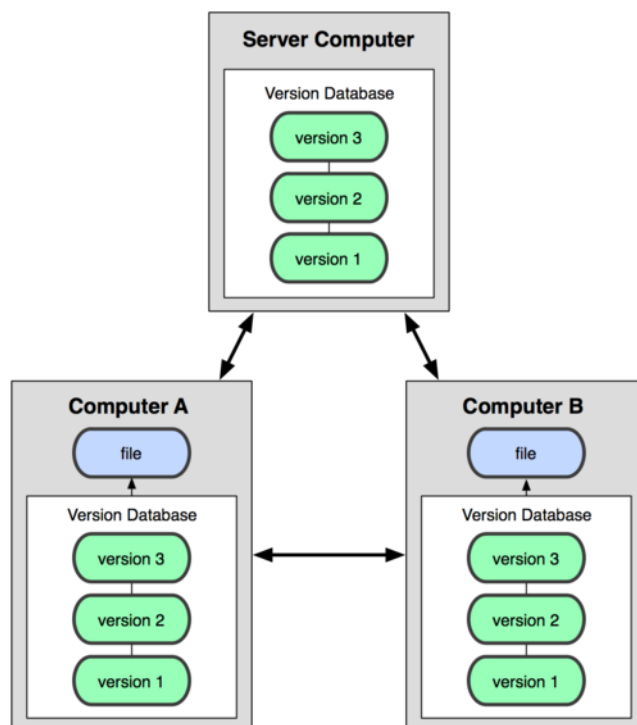 Server Computer
Version Database
version 3
version 2
version 1
Computer A
file
Version Database
version 3
version 2
version 1
Computer B
file
Version Database
version 3
version 2
version 1